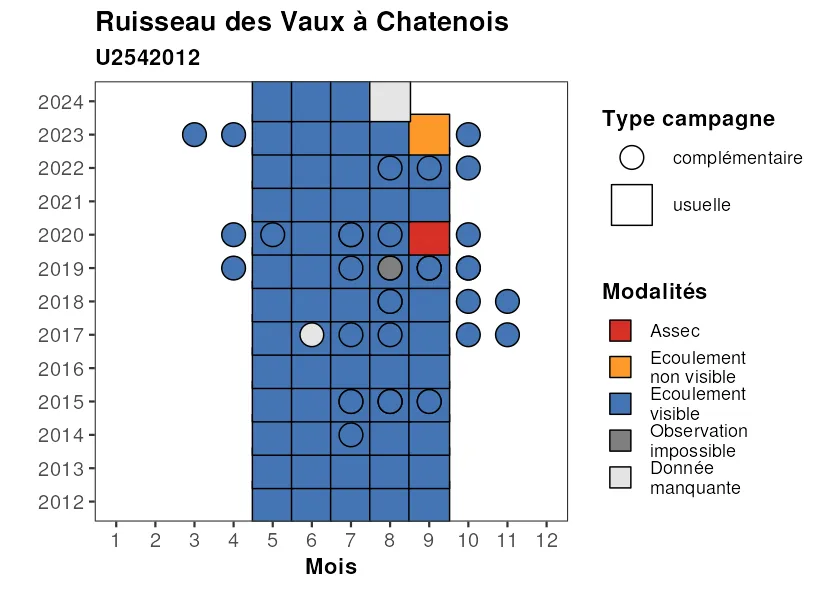 Ruisseau des Vaux à Chatenois
U2542012
2024
2023
2022
2021
2020
2019
2018
2017
2016
2015
2014
2013
2012
1 2 3 4 5 6 7 8 9 10 11 12
Mois
Type campagne
complémentaire
usuelle
Modalités
Assec
Ecoulement
non visible
Ecoulement
visible
Observation
impossible
Donnée
manquante